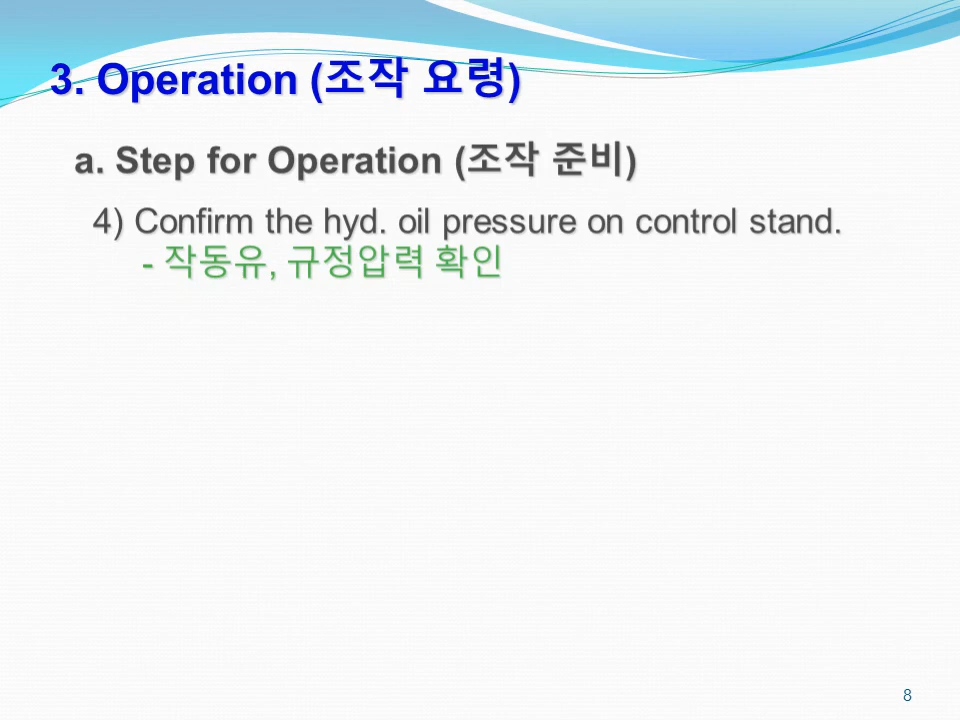 3. Operation (조작 요령)
a. Step for Operation (조작 준비)
4) Confirm the hyd. oil pressure on control stand.
- 작동유, 규정압력 확인
8